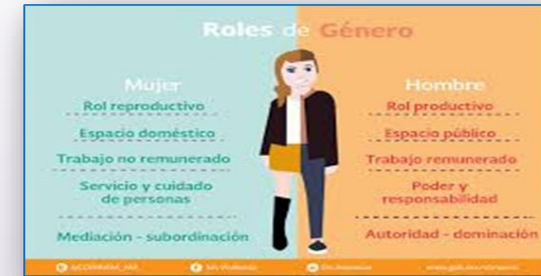 Roles de Género
Mujer
Rol reproductivo
Espacio doméstico
Trabajo no remunerado
Servicio y cuidado
de personas
Mediación - subordinación
Hombre
Rol productivo
Espacio público
Trabajo remunerado
Poder y
responsabilidad
Autoridad - dominación